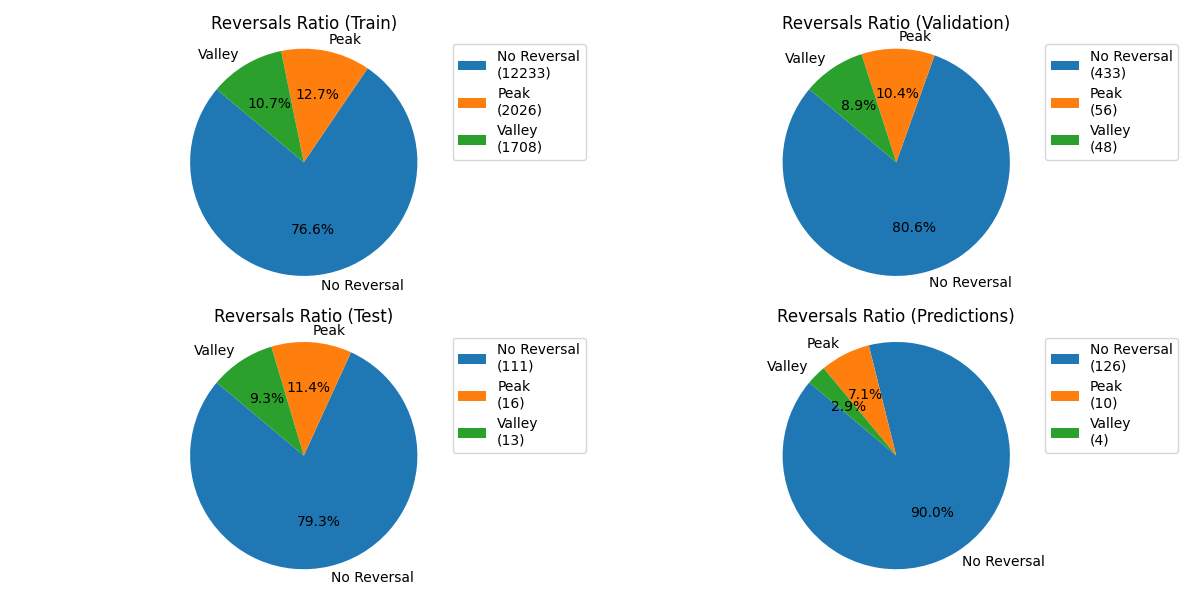 Reversals Ratio (Train)
Peak
Valley
10.7%
12.7%
76.6%
No Reversal
No Reversal
(12233)
Peak
(2026)
Valley
(1708)
Reversals Ratio (Validation)
Peak
Valley
8.9%
10.4%
80.6%
No Reversal
No Reversal
(433)
Peak
(56)
Valley
(48)
Reversals Ratio (Test)
Peak
Valley
9.3%
11.4%
79.3%
No Reversal
No Reversal
(111)
Peak
(16)
Valley
(13)
Reversals Ratio (Predictions)
Peak
Valley
7.1%
2.9%
90.0%
No Reversal
No Reversal
(126)
Peak
(10)
Valley
(4)